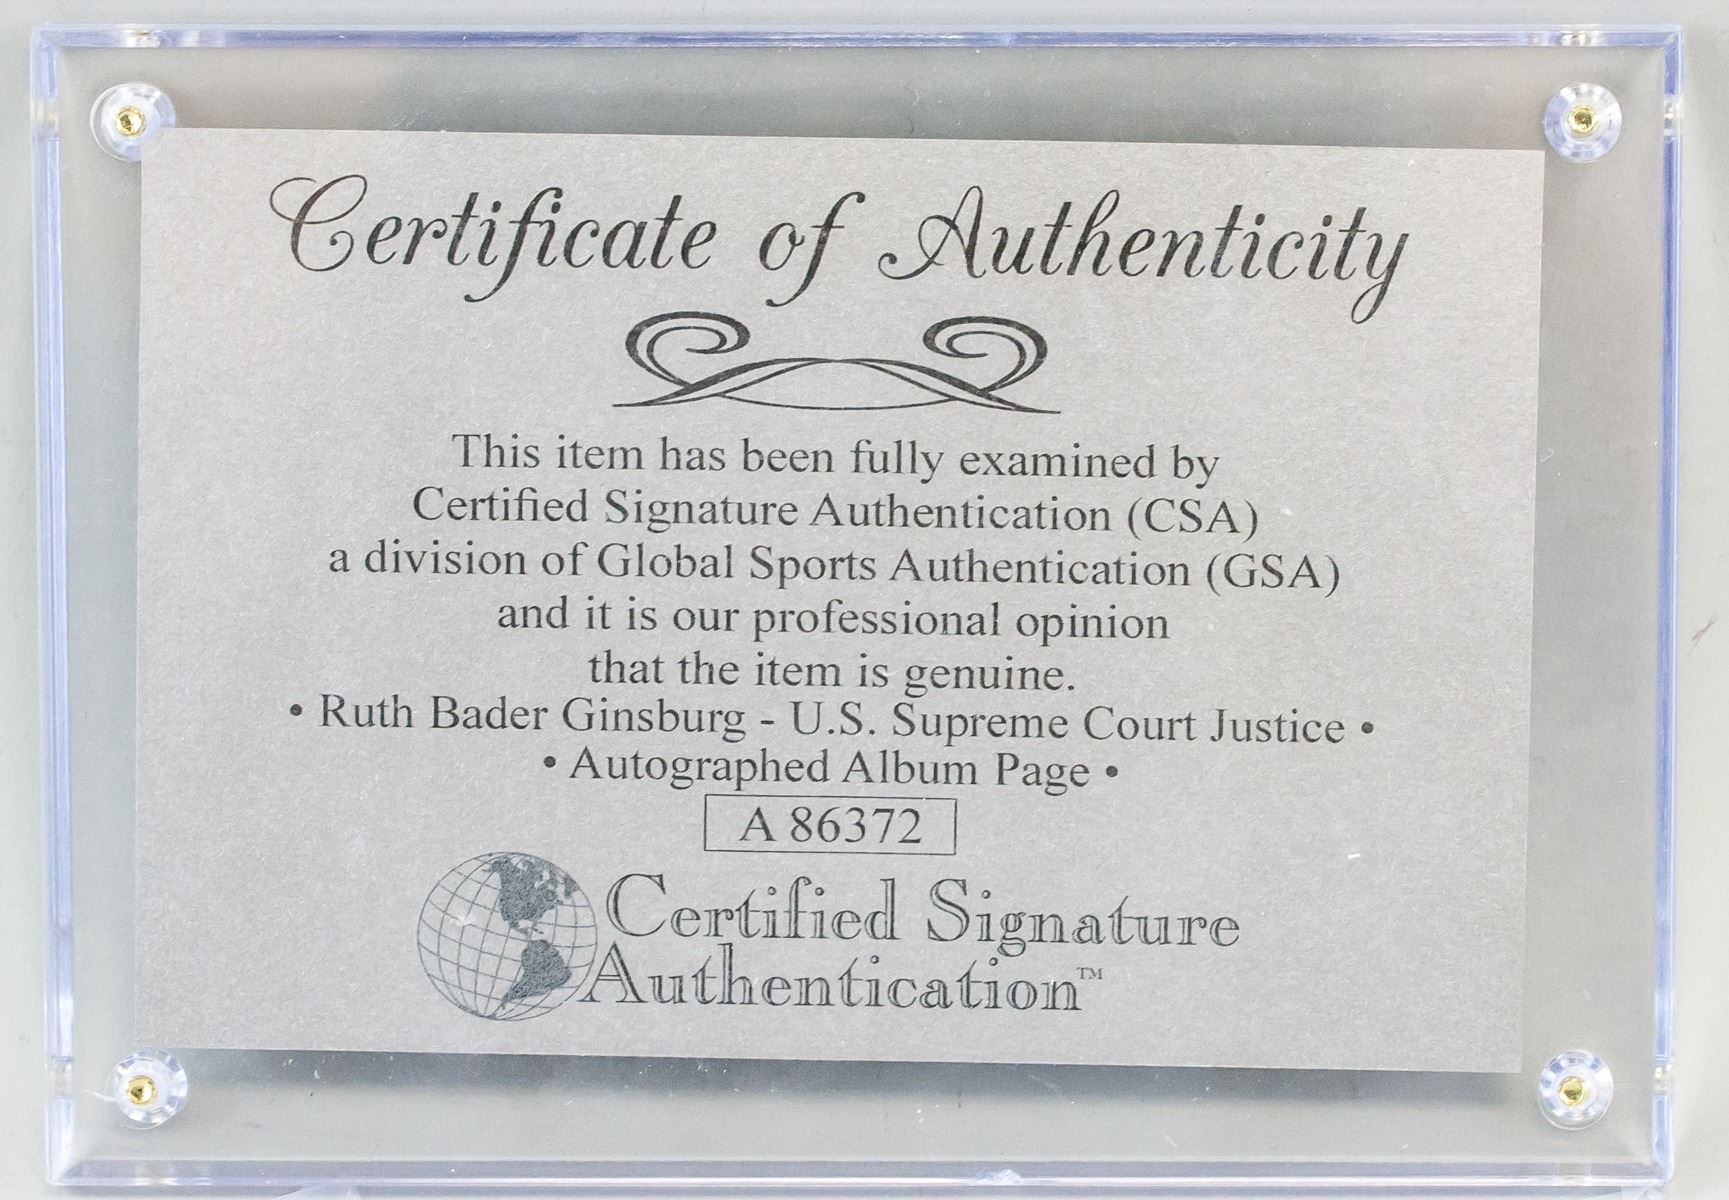 Certificate of Authenticity
This item has been fully examined by
Certified Signature Authentication (CSA)
a division of Global Sports Authentication (GSA)
and it is our professional opinion
that the item is genuine.
• Ruth Bader Ginsburg - U.S. Supreme Court Justice •
• Autographed Album Page •
A 86372
Certified Signature
Authentication™